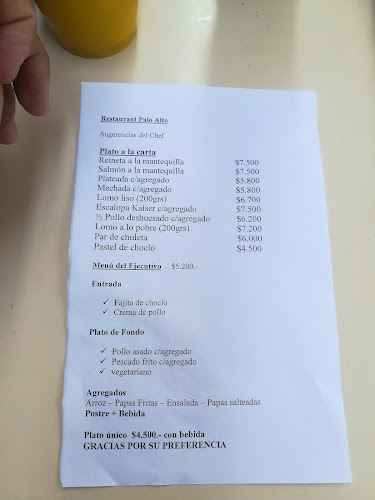 Restaurant Palo Alto
Sugerencias del Chef
Plato a la carta
Reineta a la mantequilla $7.500
Salmón a la mantequilla $7.500
Plateada c/agregado $5.800
Mechada c/agregado $5.800
Lomo liso (200grs) $6.700
Escalopa Kaiser c/agregado $7.500
½ Pollo deshuesado c/agregado $6.200
Lomo a lo pobre (200grs) $7.200
Par de chuleta $6.000
Pastel de choclo $4.500
Menú del Ejecutivo $5.200.-
Entrada
✓ Fajita de choclo
✓ Crema de pollo
Plato de Fondo
✓ Pollo asado c/agregado
✓ Pescado frito c/agregado
✓ vegetariano
Agregados
Arroz – Papas Fritas – Ensalada – Papas salteadas
Postre + Bebida
Plato único $4.500.- con bebida
GRACIAS POR SU PREFERENCIA